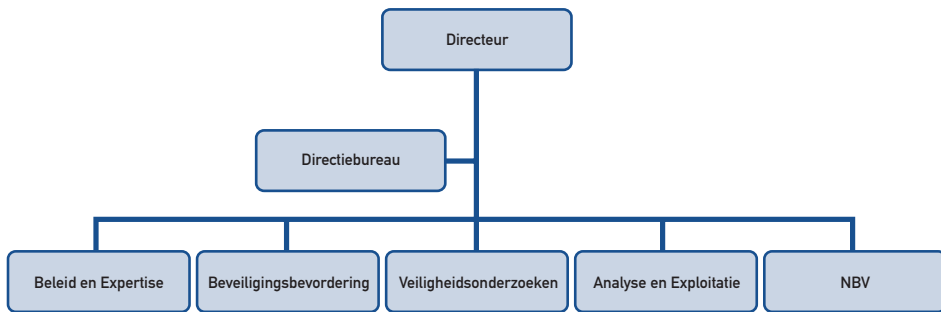 Directeur
Directiebureau
Beleid en Expertise
Beveiligingsbevordering
Veiligheidsonderzoeken
Analyse en Exploitatie
NBV